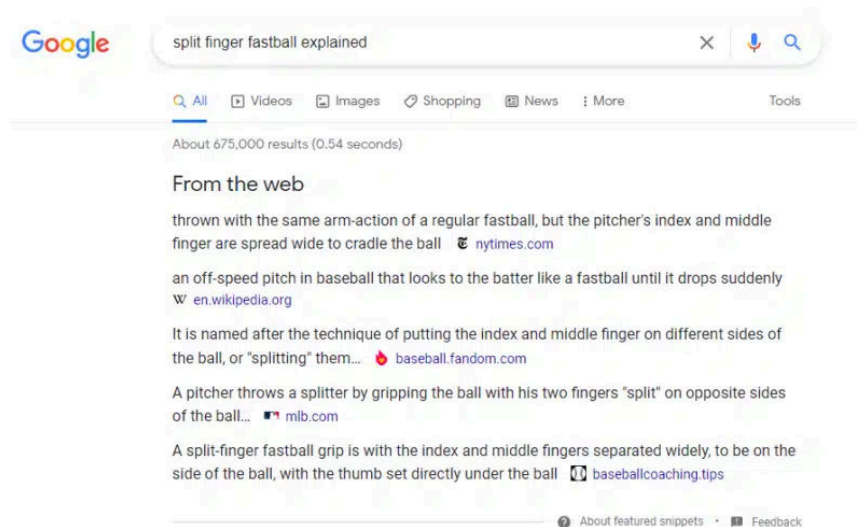 Google
split finger fastball explained
All Videos Images Shopping News More Tools
About 675,000 results (0.54 seconds)
From the web
thrown with the same arm-action of a regular fastball, but the pitcher's index and middle
finger are spread wide to cradle the ball nytimes.com
an off-speed pitch in baseball that looks to the batter like a fastball until it drops suddenly
W en.wikipedia.org
It is named after the technique of putting the index and middle finger on different sides of
the ball, or "splitting" them... baseball.fandom.com
A pitcher throws a splitter by gripping the ball with his two fingers "split" on opposite sides
of the ball... mlb.com
A split-finger fastball grip is with the index and middle fingers separated widely, to be on the
side of the ball, with the thumb set directly under the ball baseballcoaching.tips
About featured snippets • Feedback